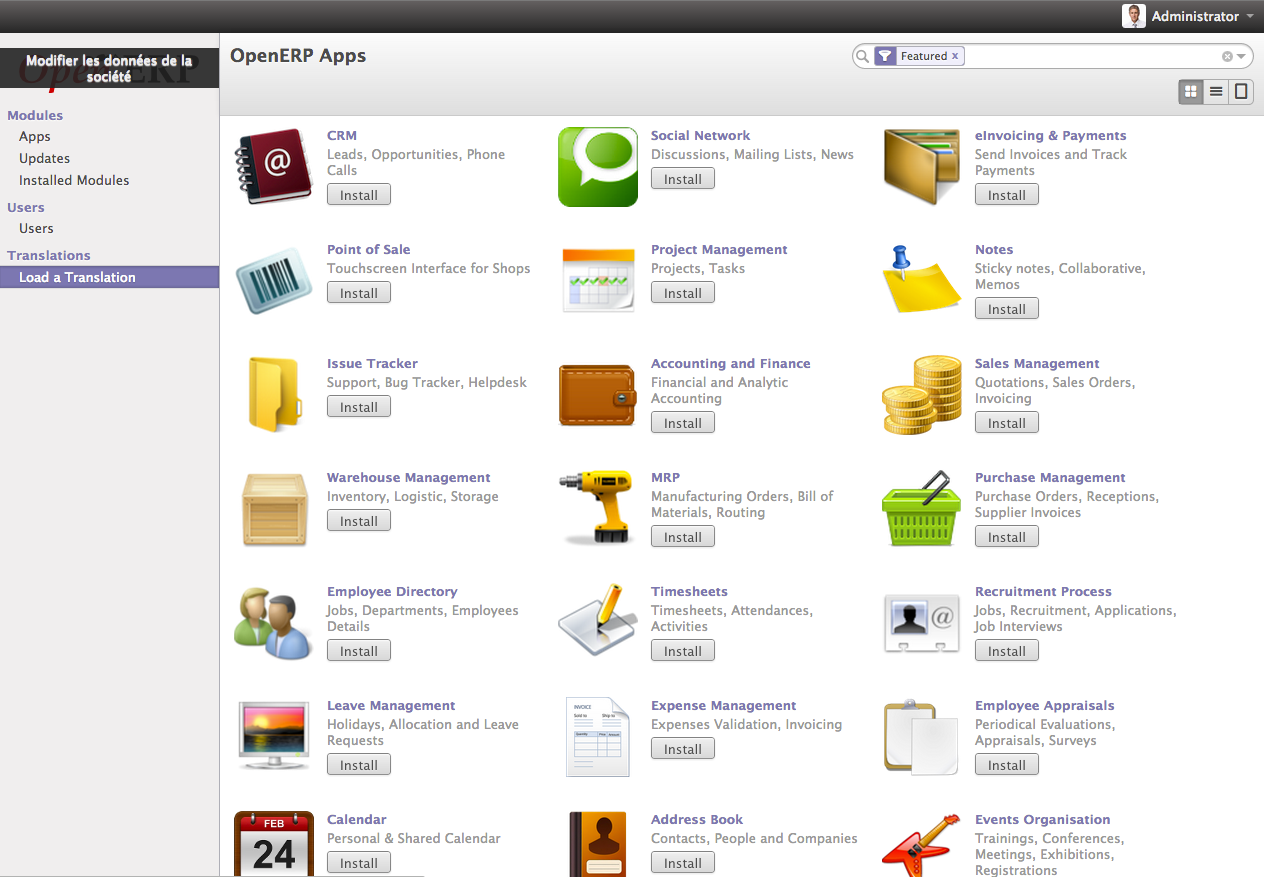 Administrator
OpenERP
Modifier les données de la
société
Modules
Apps
Updates
Installed Modules
Users
Users
Translations
Load a Translation
OpenERP Apps
Featured x
CRM
Leads, Opportunities, Phone
Calls
Install
Social Network
Discussions, Mailing Lists, News
Install
eInvoicing & Payments
Send Invoices and Track
Payments
Install
Point of Sale
Touchscreen Interface for Shops
Install
Project Management
Projects, Tasks
Install
Notes
Sticky notes, Collaborative,
Memos
Install
Issue Tracker
Support, Bug Tracker, Helpdesk
Install
Accounting and Finance
Financial and Analytic
Accounting
Install
Sales Management
Quotations, Sales Orders,
Invoicing
Install
Warehouse Management
Inventory, Logistic, Storage
Install
MRP
Manufacturing Orders, Bill of
Materials, Routing
Install
Purchase Management
Purchase Orders, Receptions,
Supplier Invoices
Install
Employee Directory
Jobs, Departments, Employees
Details
Install
Timesheets
Timesheets, Attendances,
Activities
Install
@
Recruitment Process
Jobs, Recruitment, Applications,
Job Interviews
Install
Leave Management
Holidays, Allocation and Leave
Requests
Install
INVOICE
Sold to Ship to
Quantity Price Amount
Expense Management
Expenses Validation, Invoicing
Install
Employee Appraisals
Periodical Evaluations,
Appraisals, Surveys
Install
FEB
24
Calendar
Personal & Shared Calendar
Install
Address Book
Contacts, People and Companies
Install
Events Organisation
Trainings, Conferences,
Meetings, Exhibitions,
Registrations